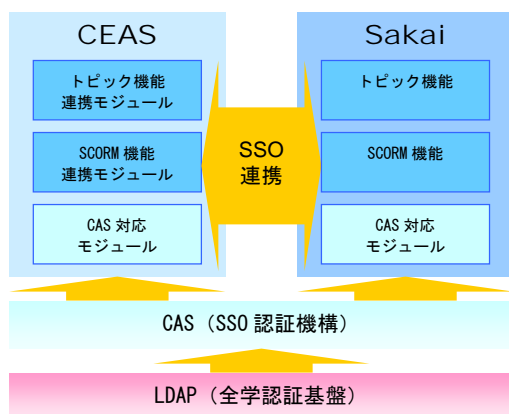 CEAS
トピック機能
連携モジュール
SCORM 機能
連携モジュール
CAS 対応
モジュール
SSO
連携
Sakai
トピック機能
SCORM 機能
CAS 対応
モジュール
CAS（SSO 認証機構）
LDAP（全学認証基盤）